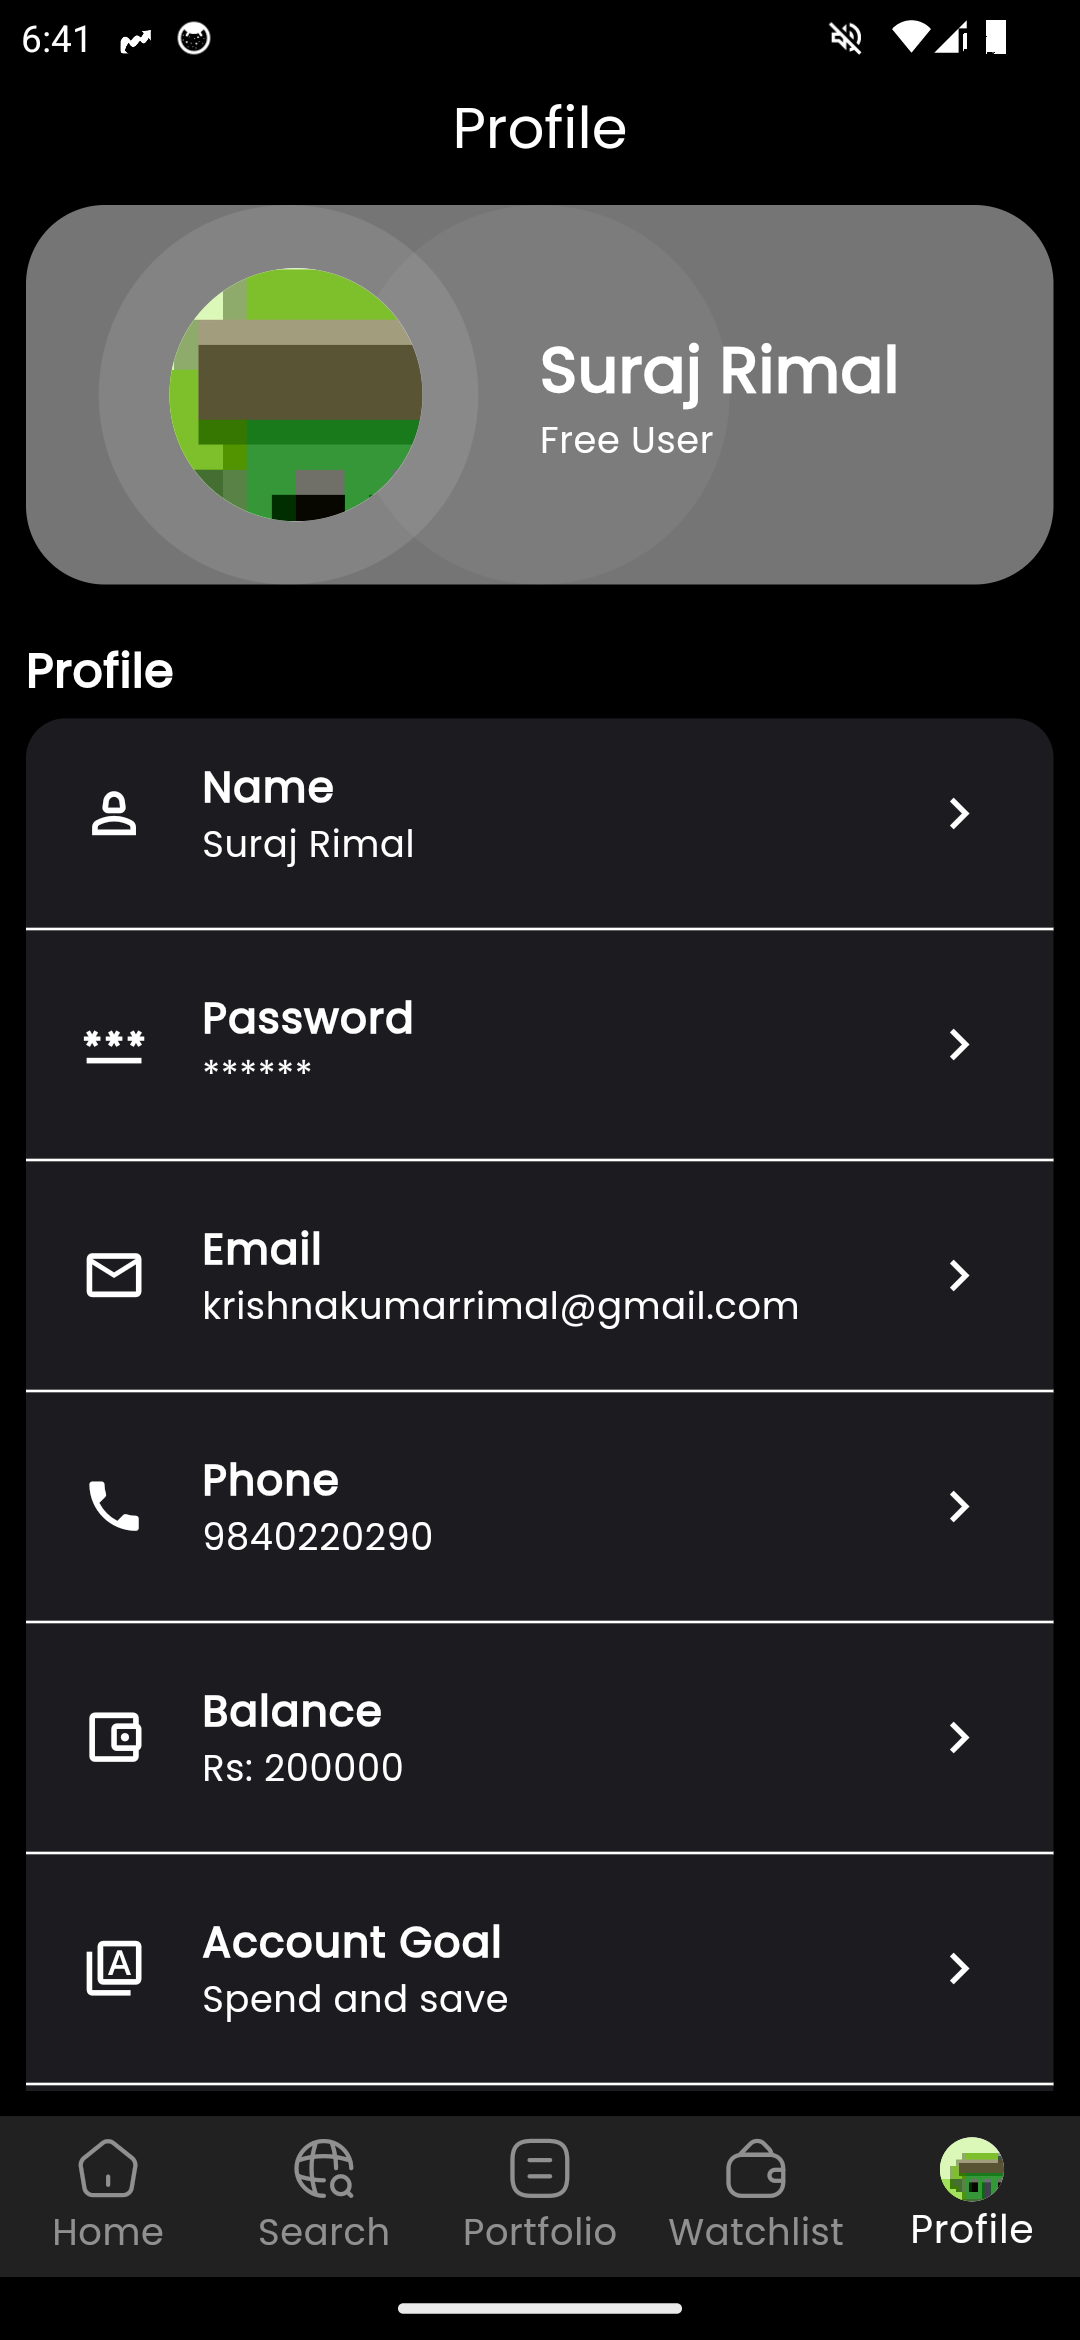 6:41
Profile
Suraj Rimal
Free User
Profile
Name
Suraj Rimal
Password
******
Email
krishnakumarrimal@gmail.com
Phone
9840220290
Balance
Rs: 200000
Account Goal
Spend and save
Home
Search
Portfolio
Watchlist
Profile